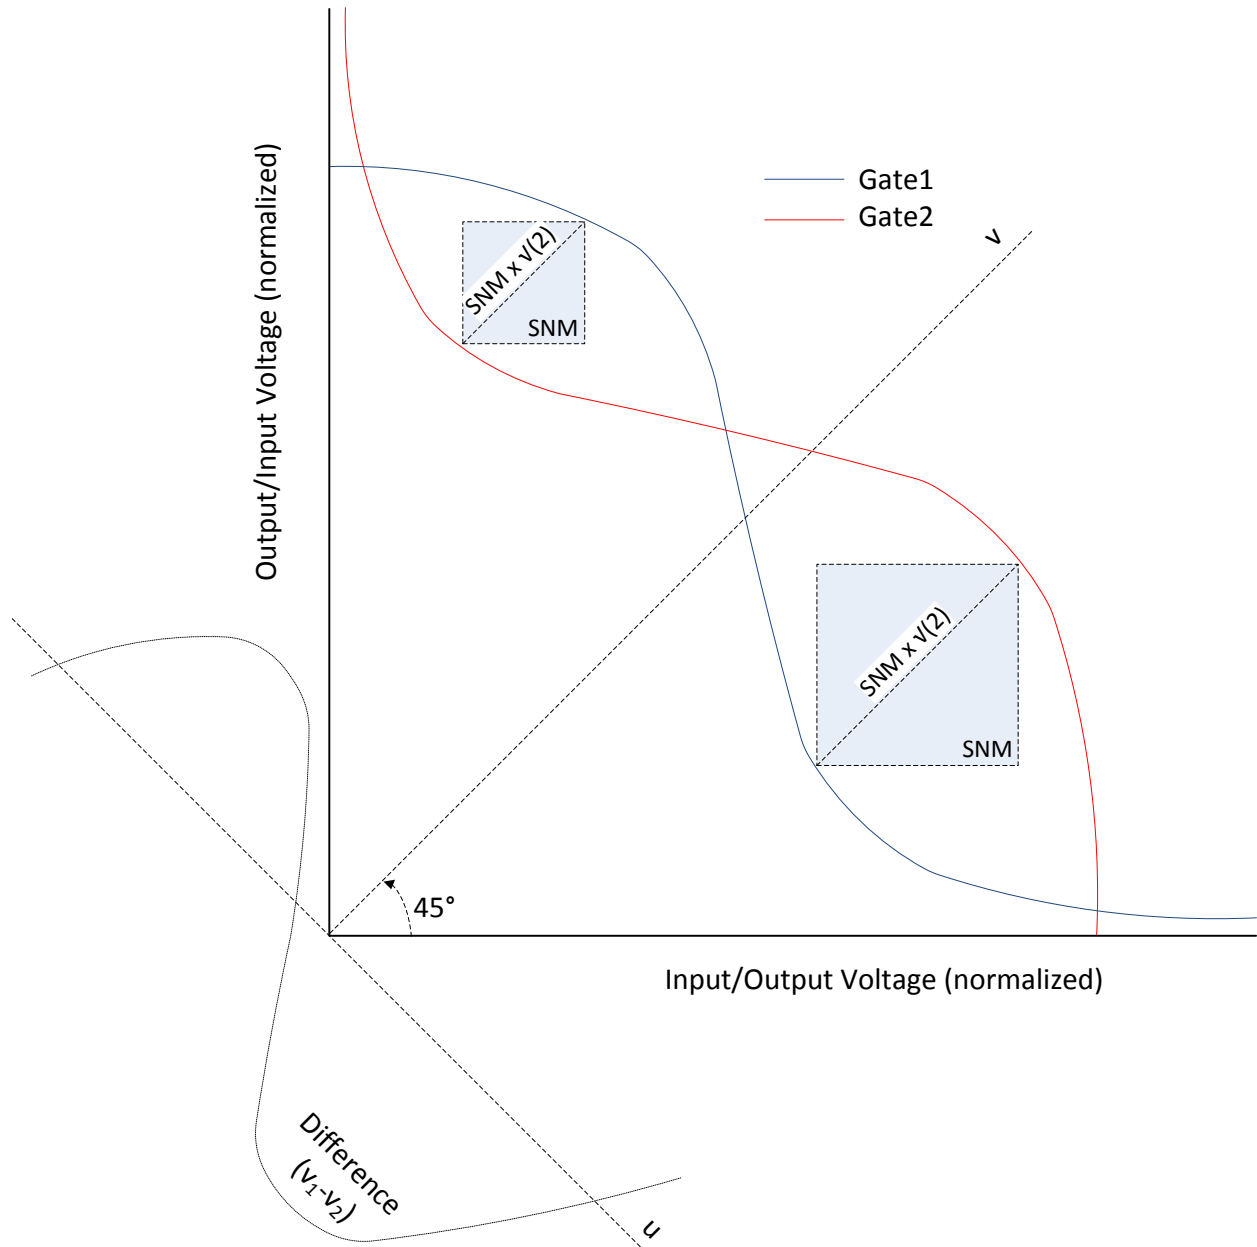 Output/Input Voltage (normalized)
Gate1
Gate2
v
SNM x √(2)
SNM
SNM x √(2)
SNM
45°
Input/Output Voltage (normalized)
Difference
(v₁-v₂)
u